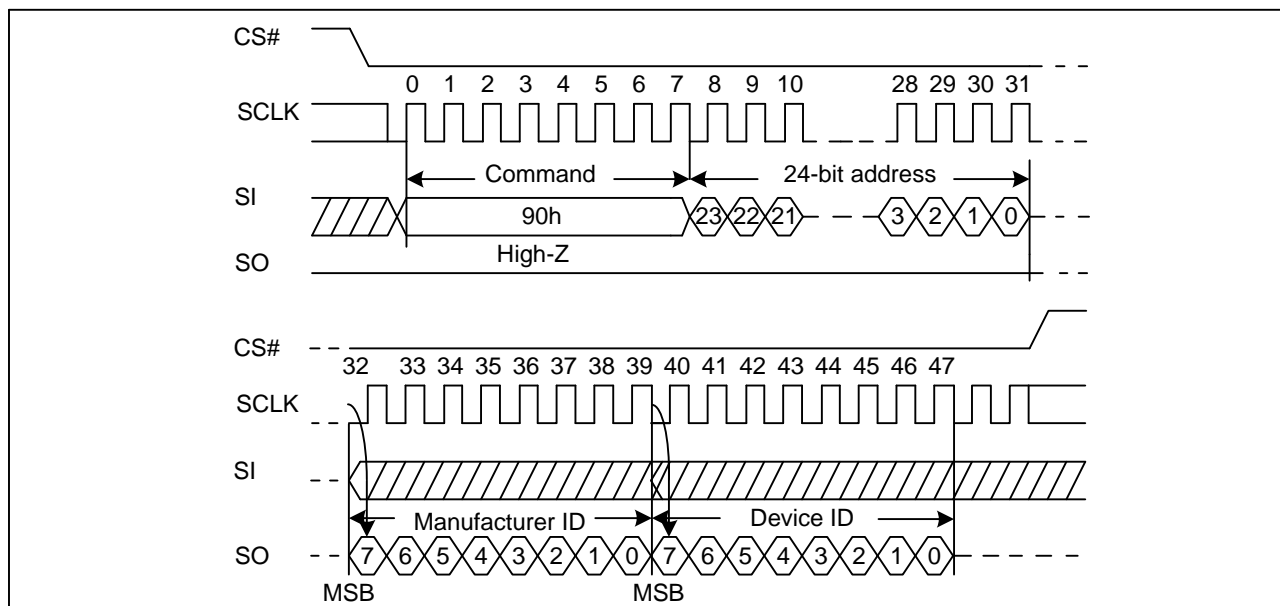 CS#
0 1 2 3 4 5 6 7 8 9 10 28 29 30 31
SCLK
Command 24-bit address
SI
90h 23 22 21 3 2 1 0
High-Z
SO
CS#
32 33 34 35 36 37 38 39 40 41 42 43 44 45 46 47
SCLK
SI
Manufacturer ID Device ID
SO 7 6 5 4 3 2 1 0 7 6 5 4 3 2 1 0
MSB MSB